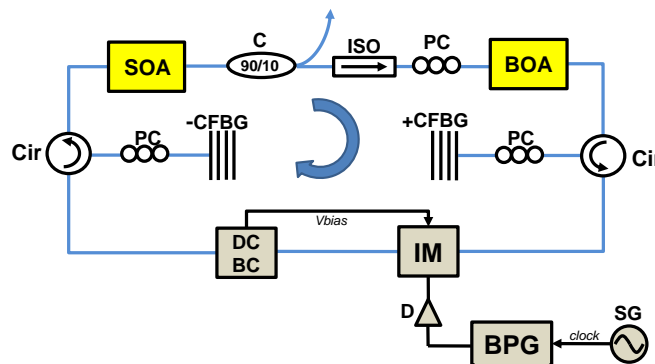 C
SOA
90/10
ISO
PC
BOA
-CFBG
+CFBG
Cir
PC
PC
Cir
Vbias
DC
BC
IM
D
BPG
clock
SG